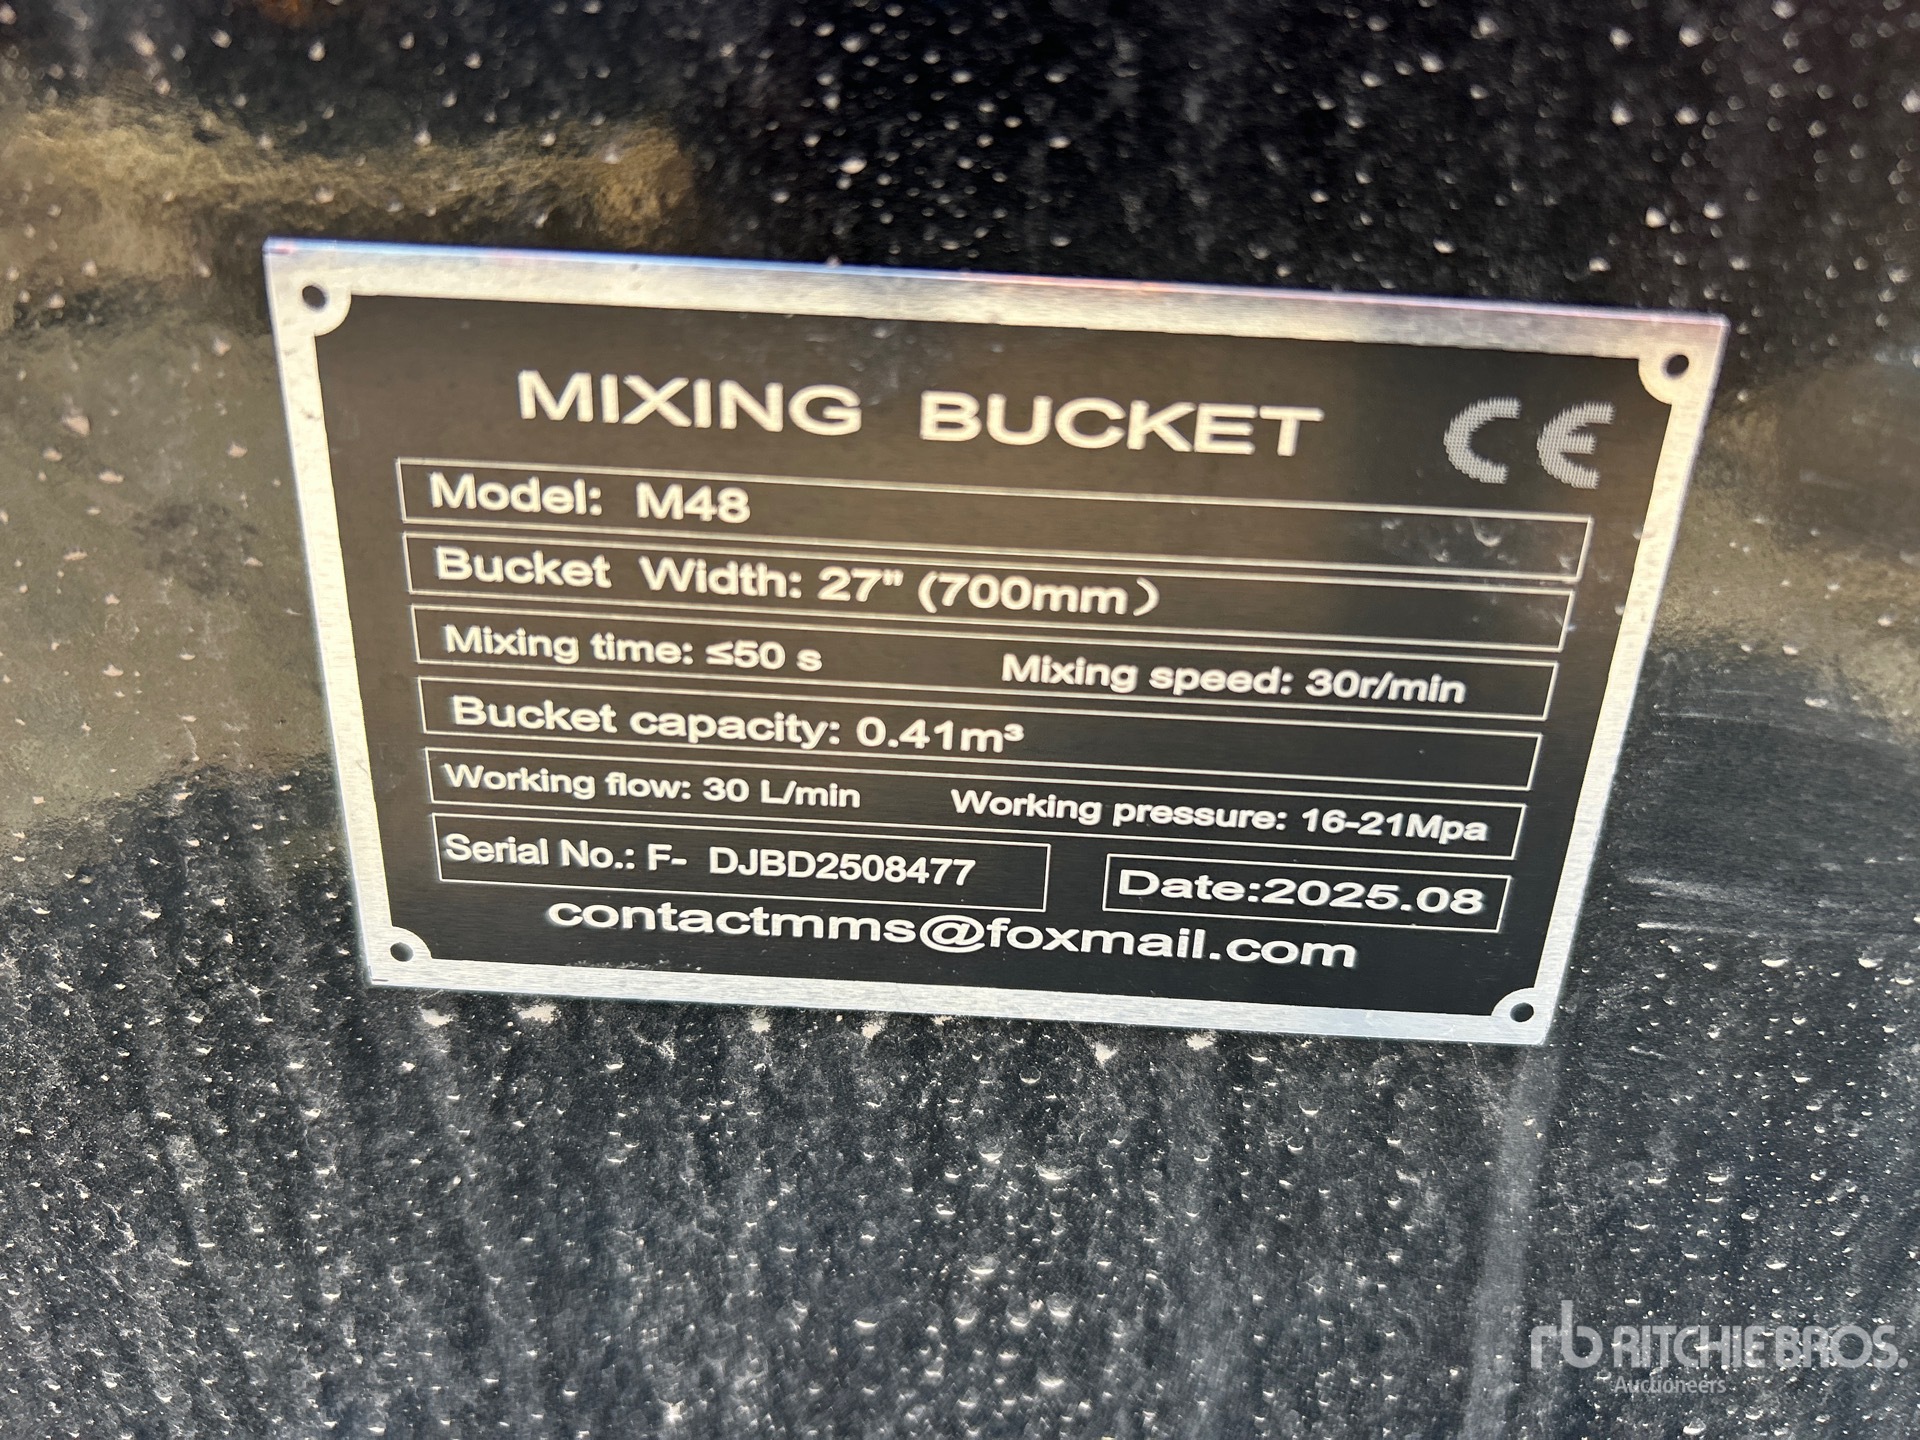 MIXING BUCKET CE
Model: M48
Bucket Width: 27" (700mm)
Mixing time: ≤50 s Mixing speed: 30r/min
Bucket capacity: 0.41m³
Working flow: 30 L/min Working pressure: 16-21Mpa
Serial No.: F- DJBD2508477 Date:2025.08
contactmms@foxmail.com
rb RITCHIE BROS.
Auctioneers